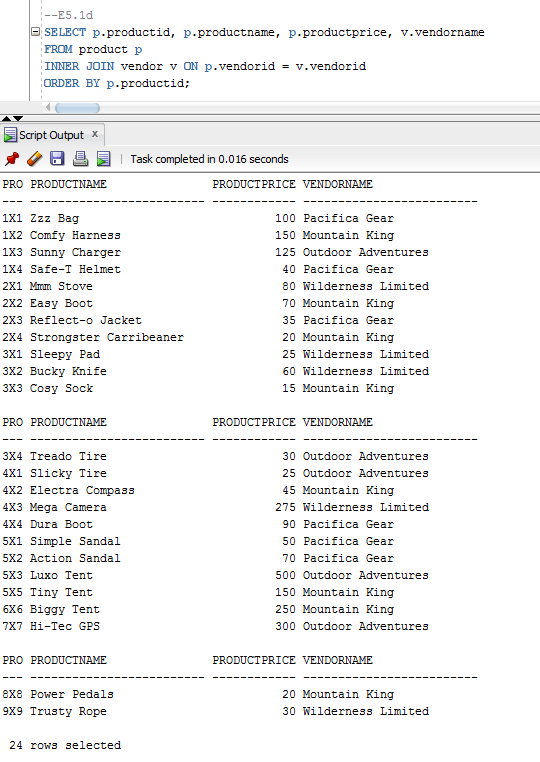 --E5.1d
SELECT p.productid, p.productname, p.productprice, v.vendorname
FROM product p
INNER JOIN vendor v ON p.vendorid = v.vendorid
ORDER BY p.productid;
Script Output x
Task completed in 0.016 seconds
PRO PRODUCTNAME               PRODUCTPRICE VENDORNAME
--- ------------------------- ------------ -------------------------
1X1 Zzz Bag                            100 Pacifica Gear
1X2 Comfy Harness                      150 Mountain King
1X3 Sunny Charger                      125 Outdoor Adventures
1X4 Safe-T Helmet                       40 Pacifica Gear
2X1 Mmm Stove                           80 Wilderness Limited
2X2 Easy Boot                           70 Mountain King
2X3 Reflect-o Jacket                    35 Pacifica Gear
2X4 Strongster Carribeaner              20 Mountain King
3X1 Sleepy Pad                          25 Wilderness Limited
3X2 Bucky Knife                         60 Wilderness Limited
3X3 Cosy Sock                           15 Mountain King
PRO PRODUCTNAME               PRODUCTPRICE VENDORNAME
--- ------------------------- ------------ -------------------------
3X4 Treado Tire                         30 Outdoor Adventures
4X1 Slicky Tire                         25 Outdoor Adventures
4X2 Electra Compass                     45 Mountain King
4X3 Mega Camera                        275 Wilderness Limited
4X4 Dura Boot                           90 Pacifica Gear
5X1 Simple Sandal                       50 Pacifica Gear
5X2 Action Sandal                       70 Pacifica Gear
5X3 Luxo Tent                          500 Outdoor Adventures
5X5 Tiny Tent                          150 Mountain King
6X6 Biggy Tent                         250 Mountain King
7X7 Hi-Tec GPS                         300 Outdoor Adventures
PRO PRODUCTNAME               PRODUCTPRICE VENDORNAME
--- ------------------------- ------------ -------------------------
8X8 Power Pedals                        20 Mountain King
9X9 Trusty Rope                         30 Wilderness Limited
24 rows selected